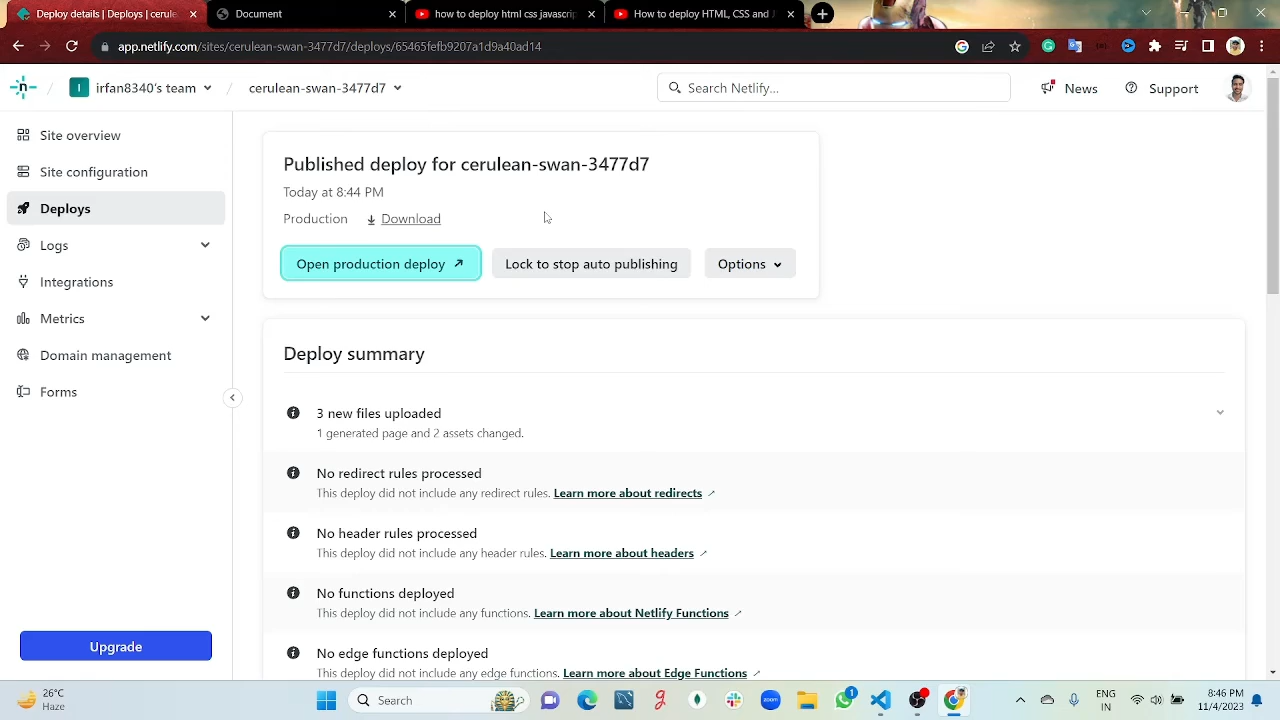 Deploy details | Deploys | cerule
Document
how to deploy html css javascrip
How to deploy HTML, CSS and J
app.netlify.com/sites/cerulean-swan-3477d7/deploys/65465fefb9207a1d9a40ad14
I irfan8340's team / cerulean-swan-3477d7
Search Netlify...
News
Support
Site overview
Site configuration
Deploys
Logs
Integrations
Metrics
Domain management
Forms
Upgrade
Published deploy for cerulean-swan-3477d7
Today at 8:44 PM
Production Download
Open production deploy
Lock to stop auto publishing
Options
Deploy summary
3 new files uploaded
1 generated page and 2 assets changed.
No redirect rules processed
This deploy did not include any redirect rules. Learn more about redirects
No header rules processed
This deploy did not include any header rules. Learn more about headers
No functions deployed
This deploy did not include any functions. Learn more about Netlify Functions
No edge functions deployed
This deploy did not include any edge functions. Learn more about Edge Functions
26°C
Haze
Search
zoom
1
ENG
IN
8:46 PM
11/4/2023